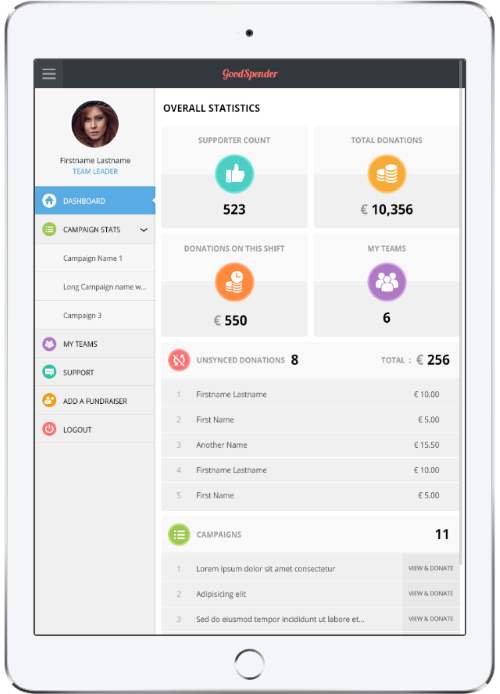 GoodSpender
Firstname Lastname
TEAM LEADER
DASHBOARD
CAMPAIGN STATS
Campaign Name 1
Long Campaign name w...
Campaign 3
MY TEAMS
SUPPORT
ADD A FUNDRAISER
LOGOUT
OVERALL STATISTICS
SUPPORTER COUNT
523
TOTAL DONATIONS
€ 10,356
DONATIONS ON THIS SHIFT
€ 550
MY TEAMS
6
UNSYNCED DONATIONS 8 TOTAL : € 256
1 Firstname Lastname € 10.00
2 First Name € 5.00
3 Another Name € 15.50
4 Firstname Lastname € 10.00
5 First Name € 5.00
CAMPAIGNS 11
1 Lorem ipsum dolor sit amet consectetur VIEW & DONATE
2 Adipisicing elit VIEW & DONATE
3 Sed do eiusmod tempor incididunt ut labore et... VIEW & DONATE